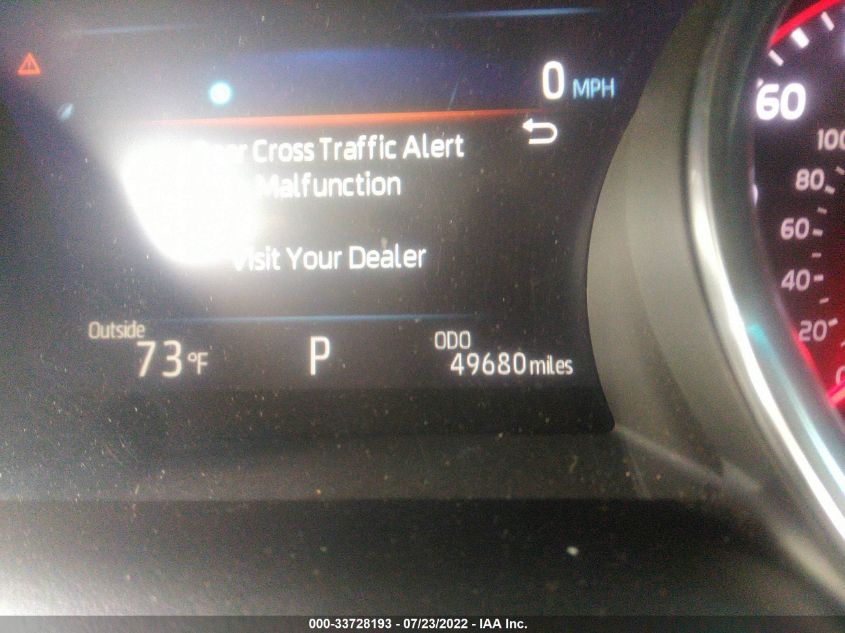 0 MPH
Cross Traffic Alert
Malfunction
Visit Your Dealer
Outside
73°F
P
ODO
49680 miles
60
100
80
60
40
20
0
000-33728193 - 07/23/2022 - IAA Inc.